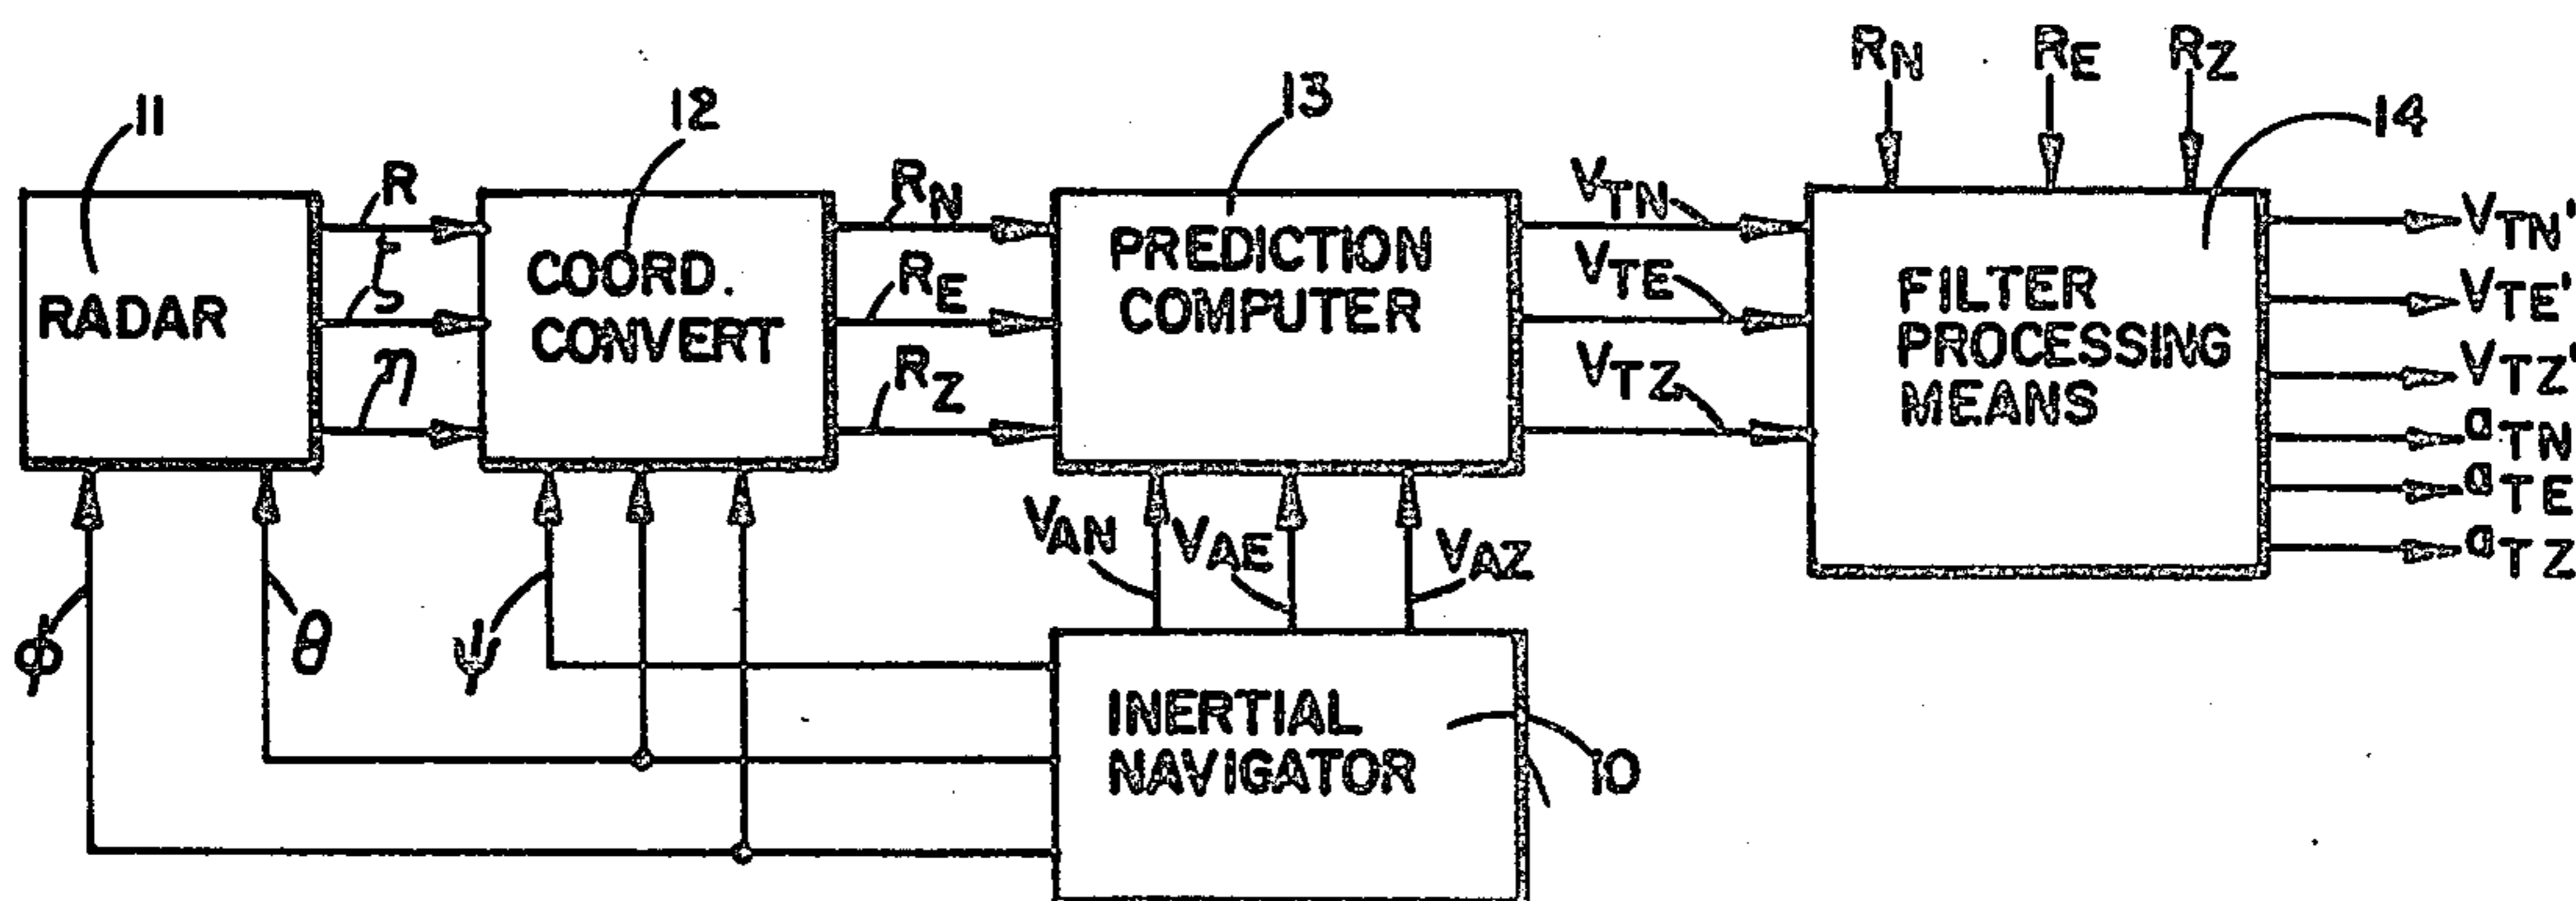 11
12
13
14
R
ζ
η
RADAR
COORD.
CONVERT
RN
RE
RZ
PREDICTION
COMPUTER
VTN
VTE
VTZ
RN RE RZ
FILTER
PROCESSING
MEANS
VTN'
VTE'
VTZ'
aTN
aTE
aTZ
VAN VAE VAZ
φ θ ψ
INERTIAL
NAVIGATOR
10